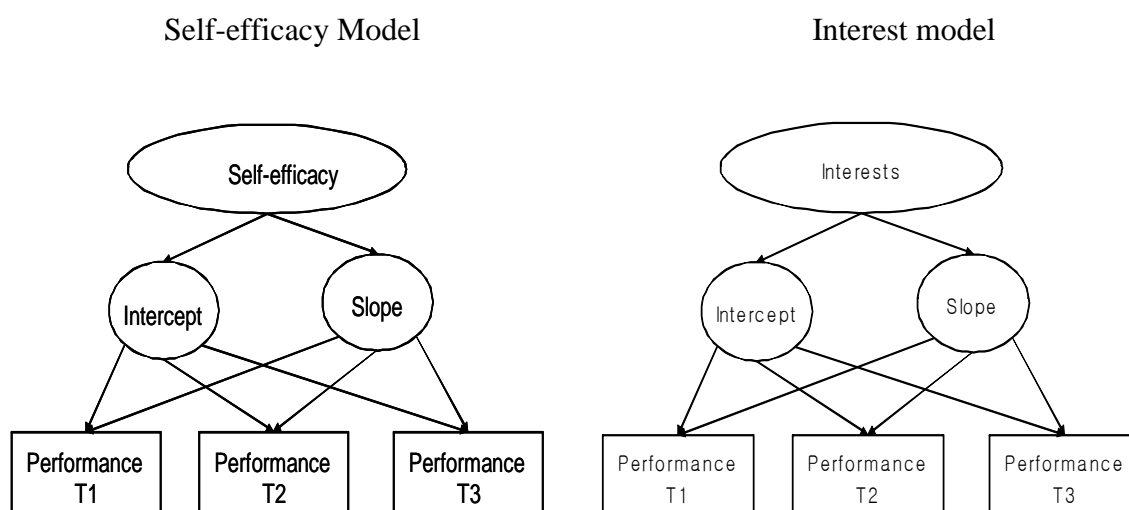 Self-efficacy Model
Self-efficacy
Intercept
Slope
Performance
T1
Performance
T2
Performance
T3
Interest model
Interests
Intercept
Slope
Performance
T1
Performance
T2
Performance
T3